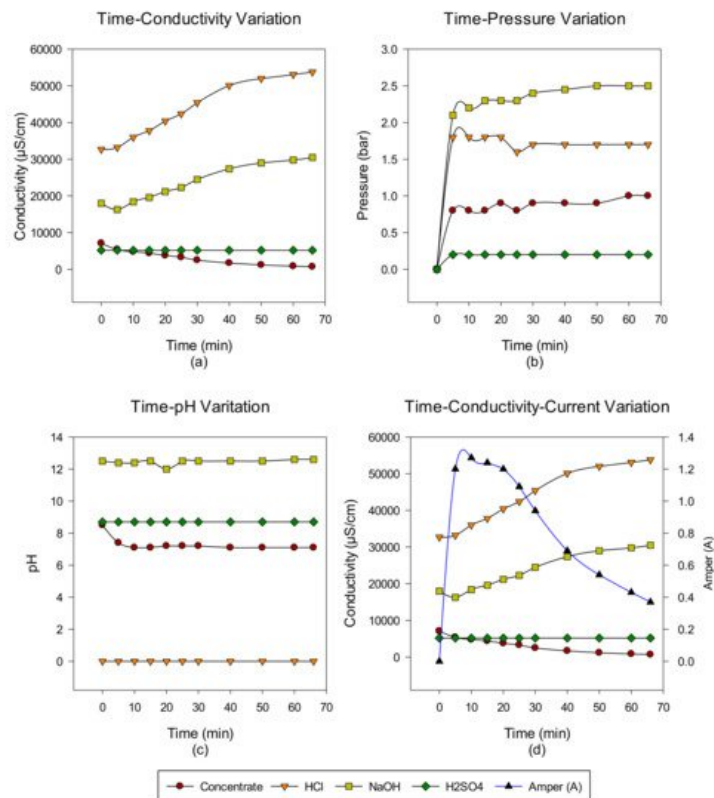 Time-Conductivity Variation
60000
50000
40000
30000
20000
10000
0
Conductivity (µS/cm)
0 10 20 30 40 50 60 70
Time (min)
(a)
Time-Pressure Variation
3.0
2.5
2.0
1.5
1.0
0.5
0.0
Pressure (bar)
0 10 20 30 40 50 60 70
Time (min)
(b)
Time-pH Varitation
14
12
10
8
6
4
2
0
pH
0 10 20 30 40 50 60 70
Time (min)
(c)
Time-Conductivity-Current Variation
60000
50000
40000
30000
20000
10000
0
Conductivity (µS/cm)
1.4
1.2
1.0
0.8
0.6
0.4
0.2
0.0
Amper (A)
0 10 20 30 40 50 60 70
Time (min)
(d)
Concentrate HCl NaOH H2SO4 Amper (A)